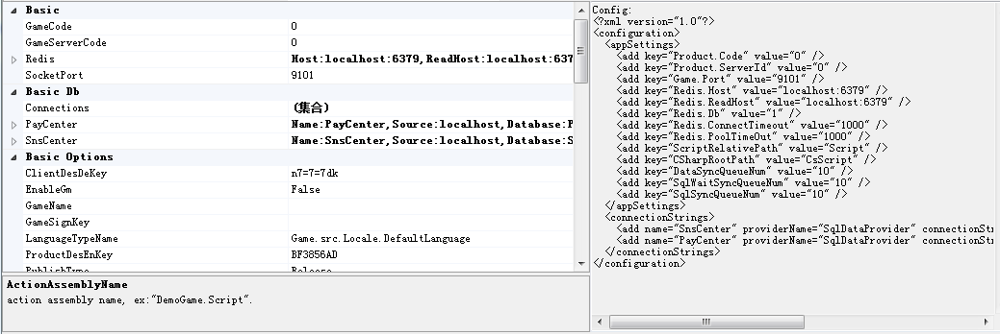 Basic
GameCode 0
GameServerCode 0
Redis Host:localhost:6379,ReadHost:localhost:637
SocketPort 9101
Basic Db
Connections (集合)
PayCenter Name:PayCenter,Source:localhost,Database:P
SnsCenter Name:SnsCenter,Source:localhost,Database:S
Basic Options
ClientDesDeKey n7=7=7dk
EnableGm False
GameName
GameSignKey
LanguageTypeName Game.src.Locale.DefaultLanguage
ProductDesEnKey BF3856AD
PublishType Release
ActionAssemblyName
action assembly name, ex:"DemoGame.Script".
Config:
<?xml version="1.0"?>
<configuration>
<appSettings>
<add key="Product.Code" value="0" />
<add key="Product.ServerId" value="0" />
<add key="Game.Port" value="9101" />
<add key="Redis.Host" value="localhost:6379" />
<add key="Redis.ReadHost" value="localhost:6379" />
<add key="Redis.Db" value="1" />
<add key="Redis.ConnectTimeout" value="1000" />
<add key="Redis.PoolTimeOut" value="1000" />
<add key="ScriptRelativePath" value="Script" />
<add key="CSharpRootPath" value="CsScript" />
<add key="DataSyncQueueNum" value="10" />
<add key="SqlWaitSyncQueueNum" value="10" />
<add key="SqlSyncQueueNum" value="10" />
</appSettings>
<connectionStrings>
<add name="SnsCenter" providerName="SqlDataProvider" connectionStr
<add name="PayCenter" providerName="SqlDataProvider" connectionStr
</connectionStrings>
</configuration>